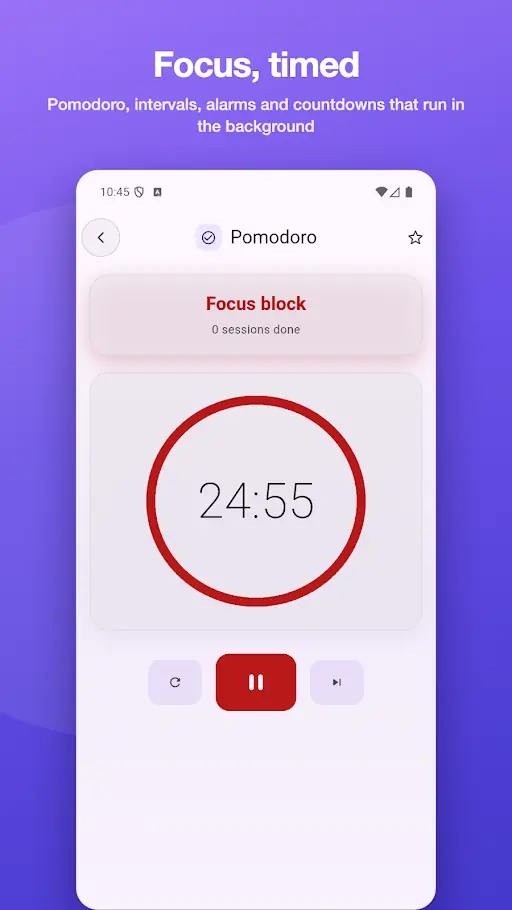 Focus, timed
Pomodoro, intervals, alarms and countdowns that run in
the background
10:45
A
Pomodoro
Focus block
0 sessions done
24:55